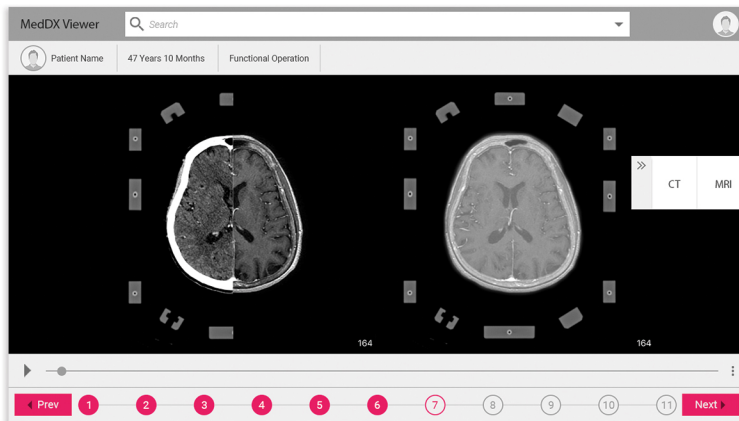 MedDX Viewer
Search
Patient Name
47 Years 10 Months
Functional Operation
CT
MRI
164
164
Prev 1 2 3 4 5 6 7 8 9 10 11 Next